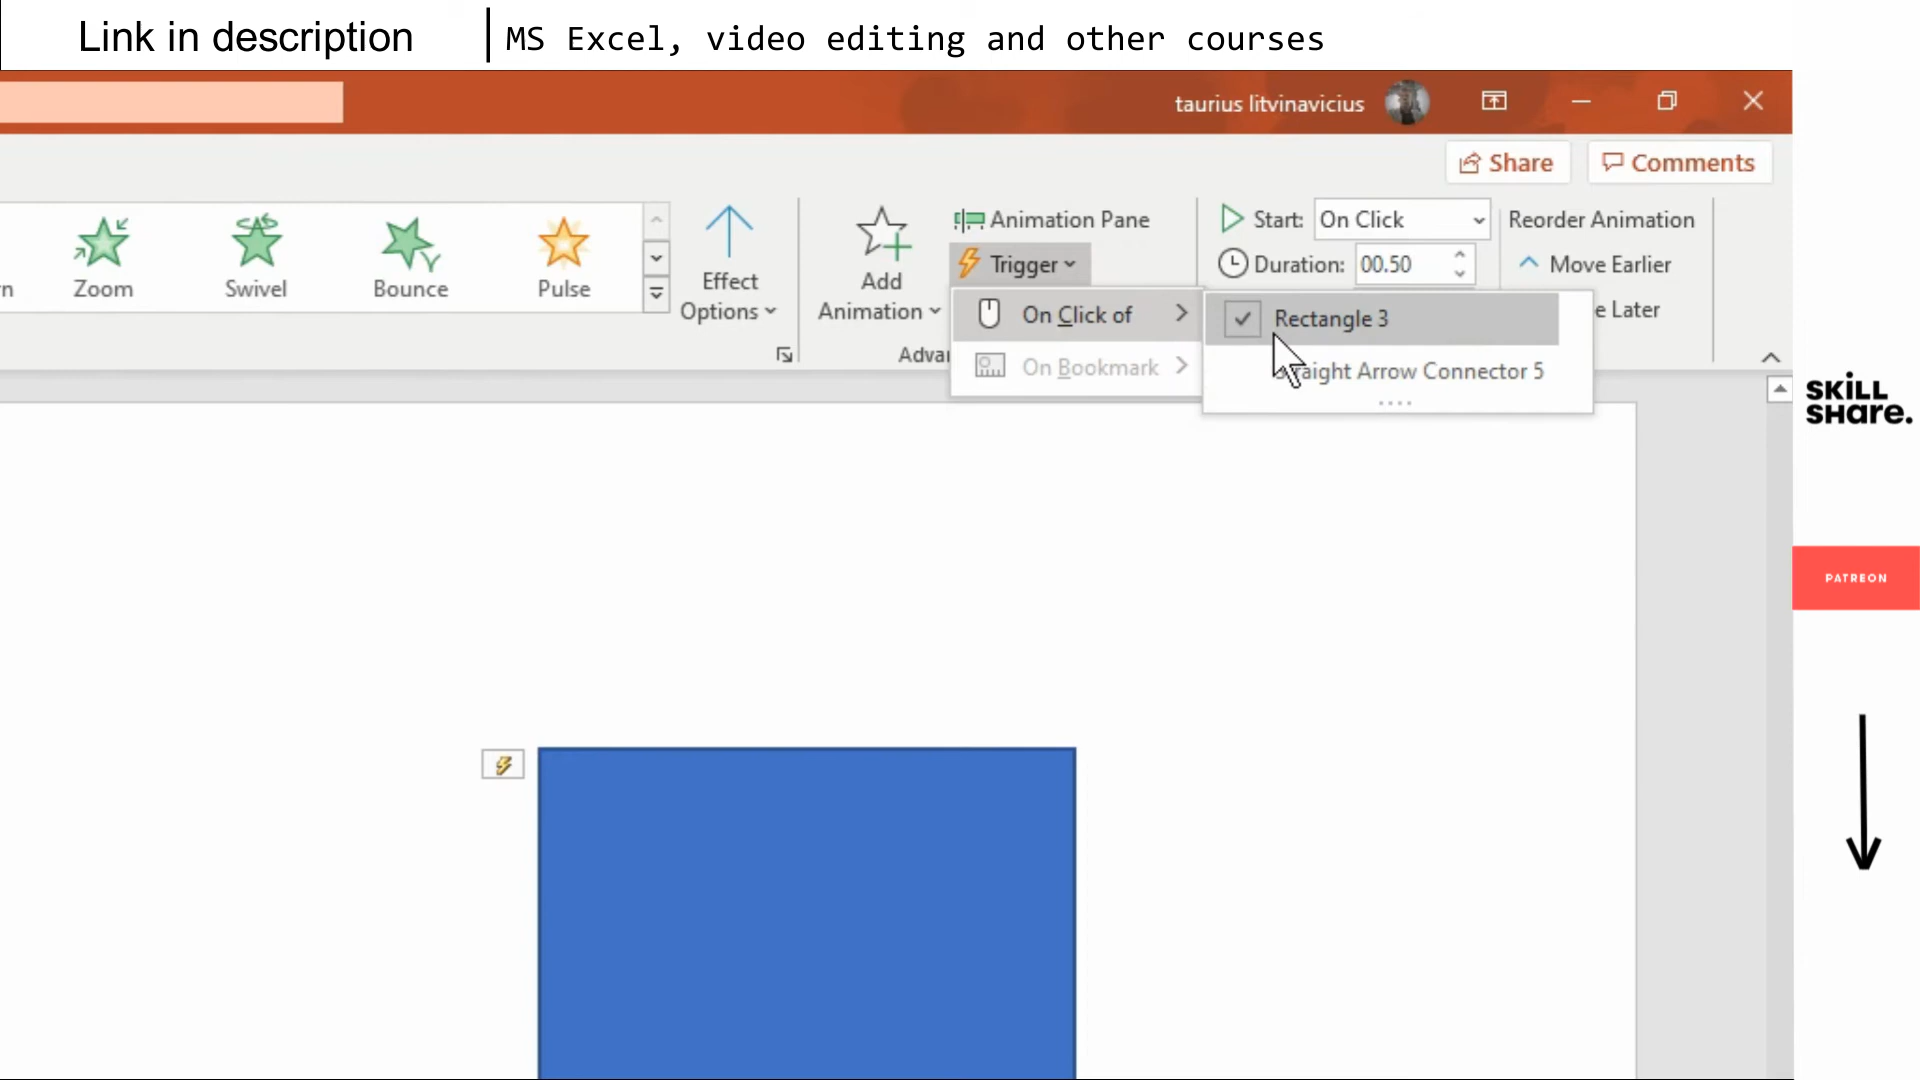 Link in description
MS Excel, video editing and other courses
taurius litvinavicius
Share
Comments
Zoom
Swivel
Bounce
Pulse
Effect
Options
Add
Animation
Animation Pane
Trigger
Start: On Click
Duration: 00.50
Reorder Animation
Move Earlier
e Later
On Click of
On Bookmark
Rectangle 3
raight Arrow Connector 5
Advan
SKILL
SHare.
PATREON